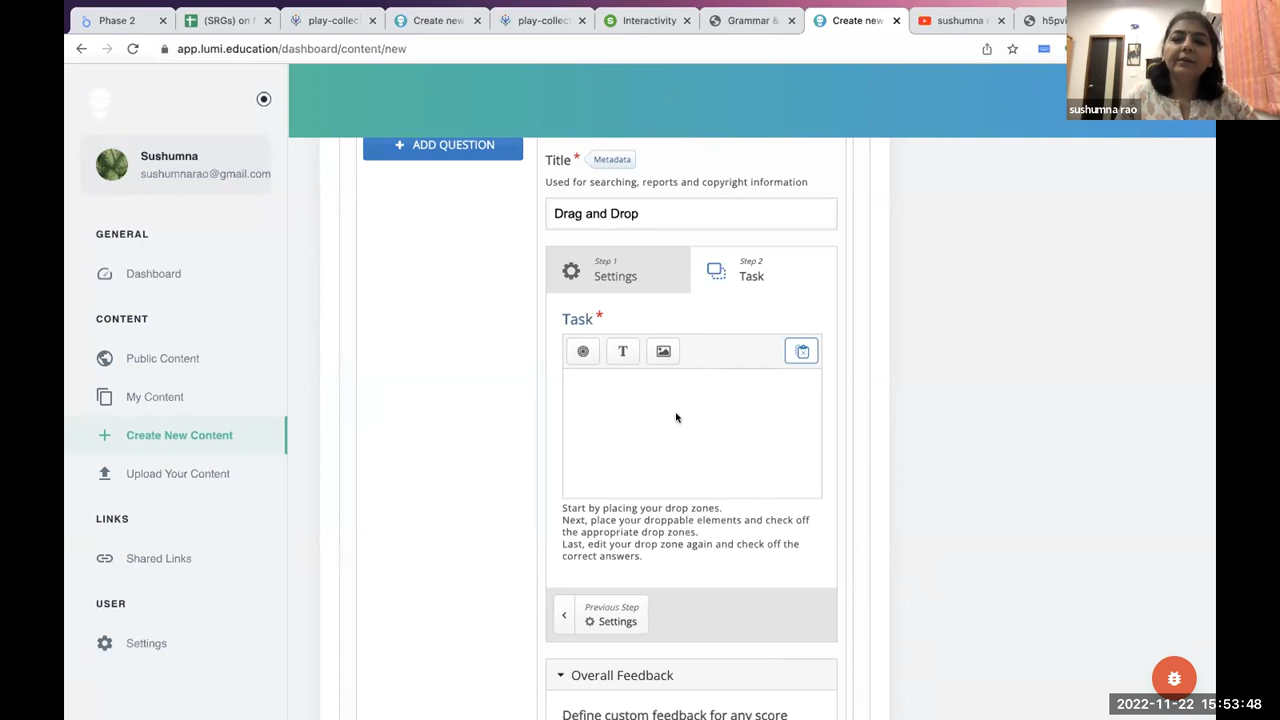 Phase 2
(SRGs) on
play-collec
Create new
play-collect
Interactivity
Grammar &
Create new
sushumna r
h5pvi
app.lumi.education/dashboard/content/new
sushumna rao
Sushumna
sushumnarao@gmail.com
GENERAL
Dashboard
CONTENT
Public Content
My Content
Create New Content
Upload Your Content
LINKS
Shared Links
USER
Settings
+ ADD QUESTION
Title * Metadata
Used for searching, reports and copyright information
Drag and Drop
Step 1
Settings
Step 2
Task
Task *
T
Start by placing your drop zones.
Next, place your droppable elements and check off
the appropriate drop zones.
Last, edit your drop zone again and check off the
correct answers.
Previous Step
Settings
Overall Feedback
Define custom feedback for any score
2022-11-22 15:53:48